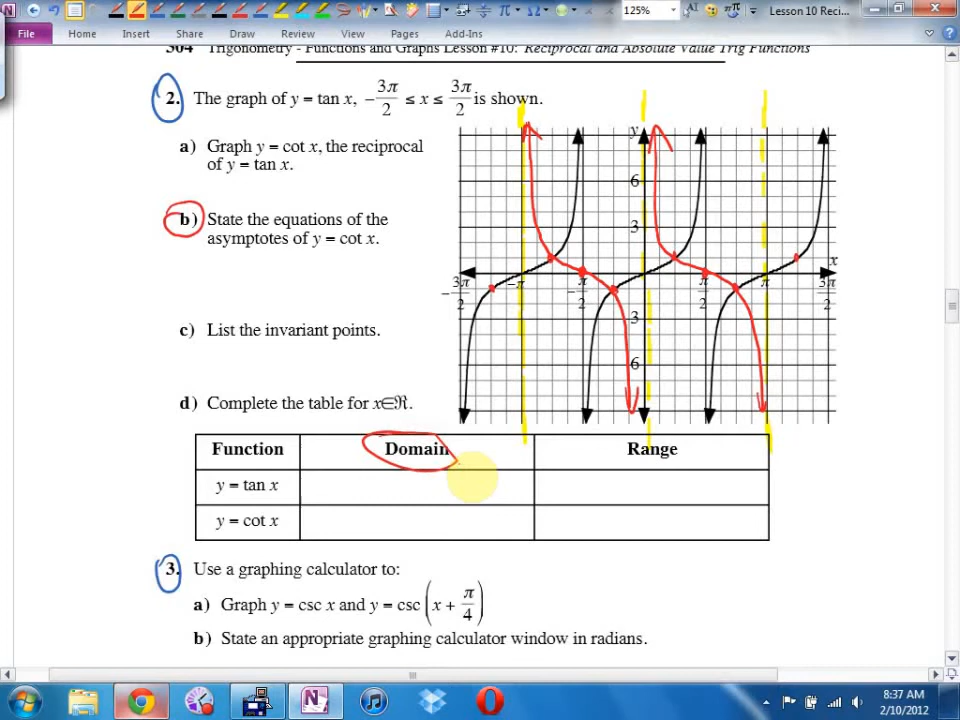 125%
Lesson 10 Reci...
File Home Insert Share Draw Review View Pages Add-Ins
304 Trigonometry - Functions and Graphs Lesson #10: Reciprocal and Absolute Value Trig Functions
2. The graph of y = tan x, −3π/2 ≤ x ≤ 3π/2 is shown.
a) Graph y = cot x, the reciprocal
of y = tan x.
b) State the equations of the
asymptotes of y = cot x.
c) List the invariant points.
d) Complete the table for x∈ℜ.
y
6
3
x
−3π/2 −π −π/2 π/2 π 3π/2
3
6
Function Domain Range
y = tan x
y = cot x
3. Use a graphing calculator to:
a) Graph y = csc x and y = csc (x + π/4)
b) State an appropriate graphing calculator window in radians.
8:37 AM
2/10/2012